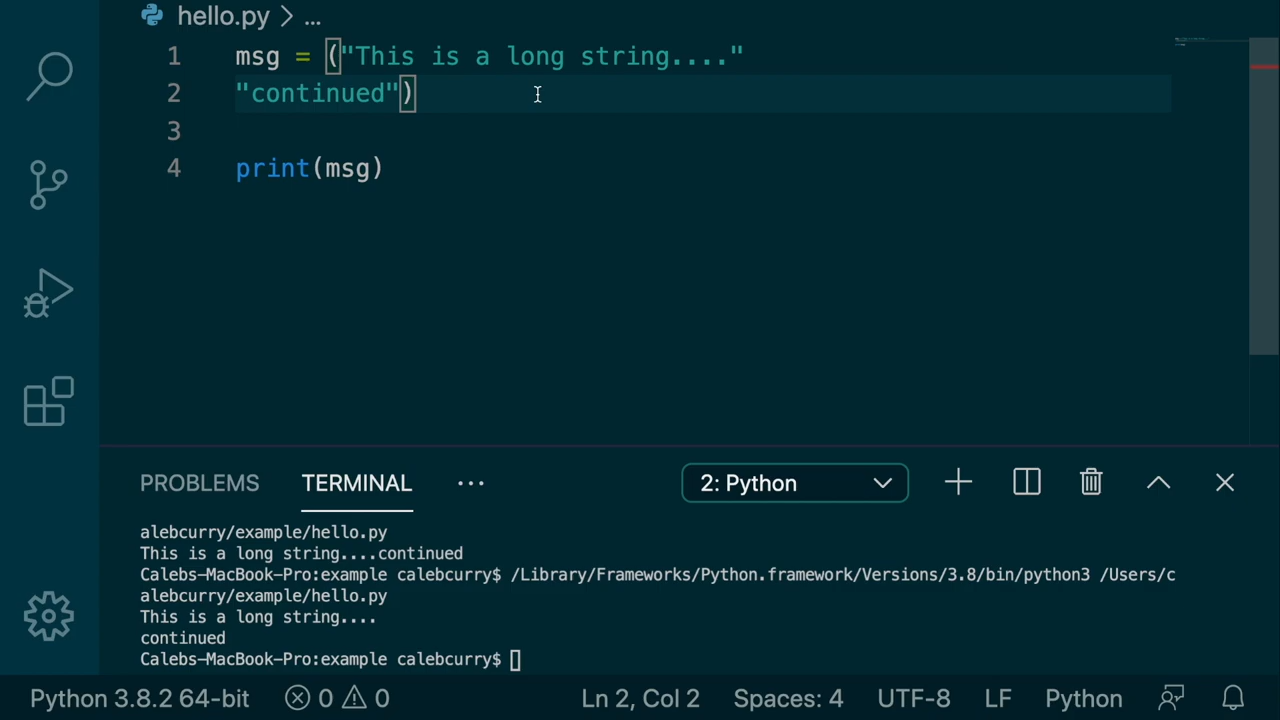 hello.py > ...
1 msg = ("This is a long string...."
2 "continued")
3
4 print(msg)
PROBLEMS TERMINAL ... 2: Python
alebcurry/example/hello.py
This is a long string....continued
Calebs-MacBook-Pro:example calebcurry$ /Library/Frameworks/Python.framework/Versions/3.8/bin/python3 /Users/c
alebcurry/example/hello.py
This is a long string....
continued
Calebs-MacBook-Pro:example calebcurry$
Python 3.8.2 64-bit 0 0 Ln 2, Col 2 Spaces: 4 UTF-8 LF Python